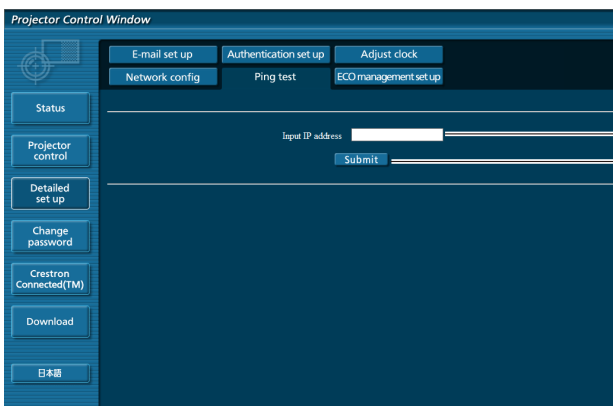 Projector Control Window
E-mail set up
Authentication set up
Adjust clock
Network config
Ping test
ECO management set up
Status
Projector
control
Detailed
set up
Change
password
Crestron
Connected(TM)
Download
日本語
Input IP address
Submit